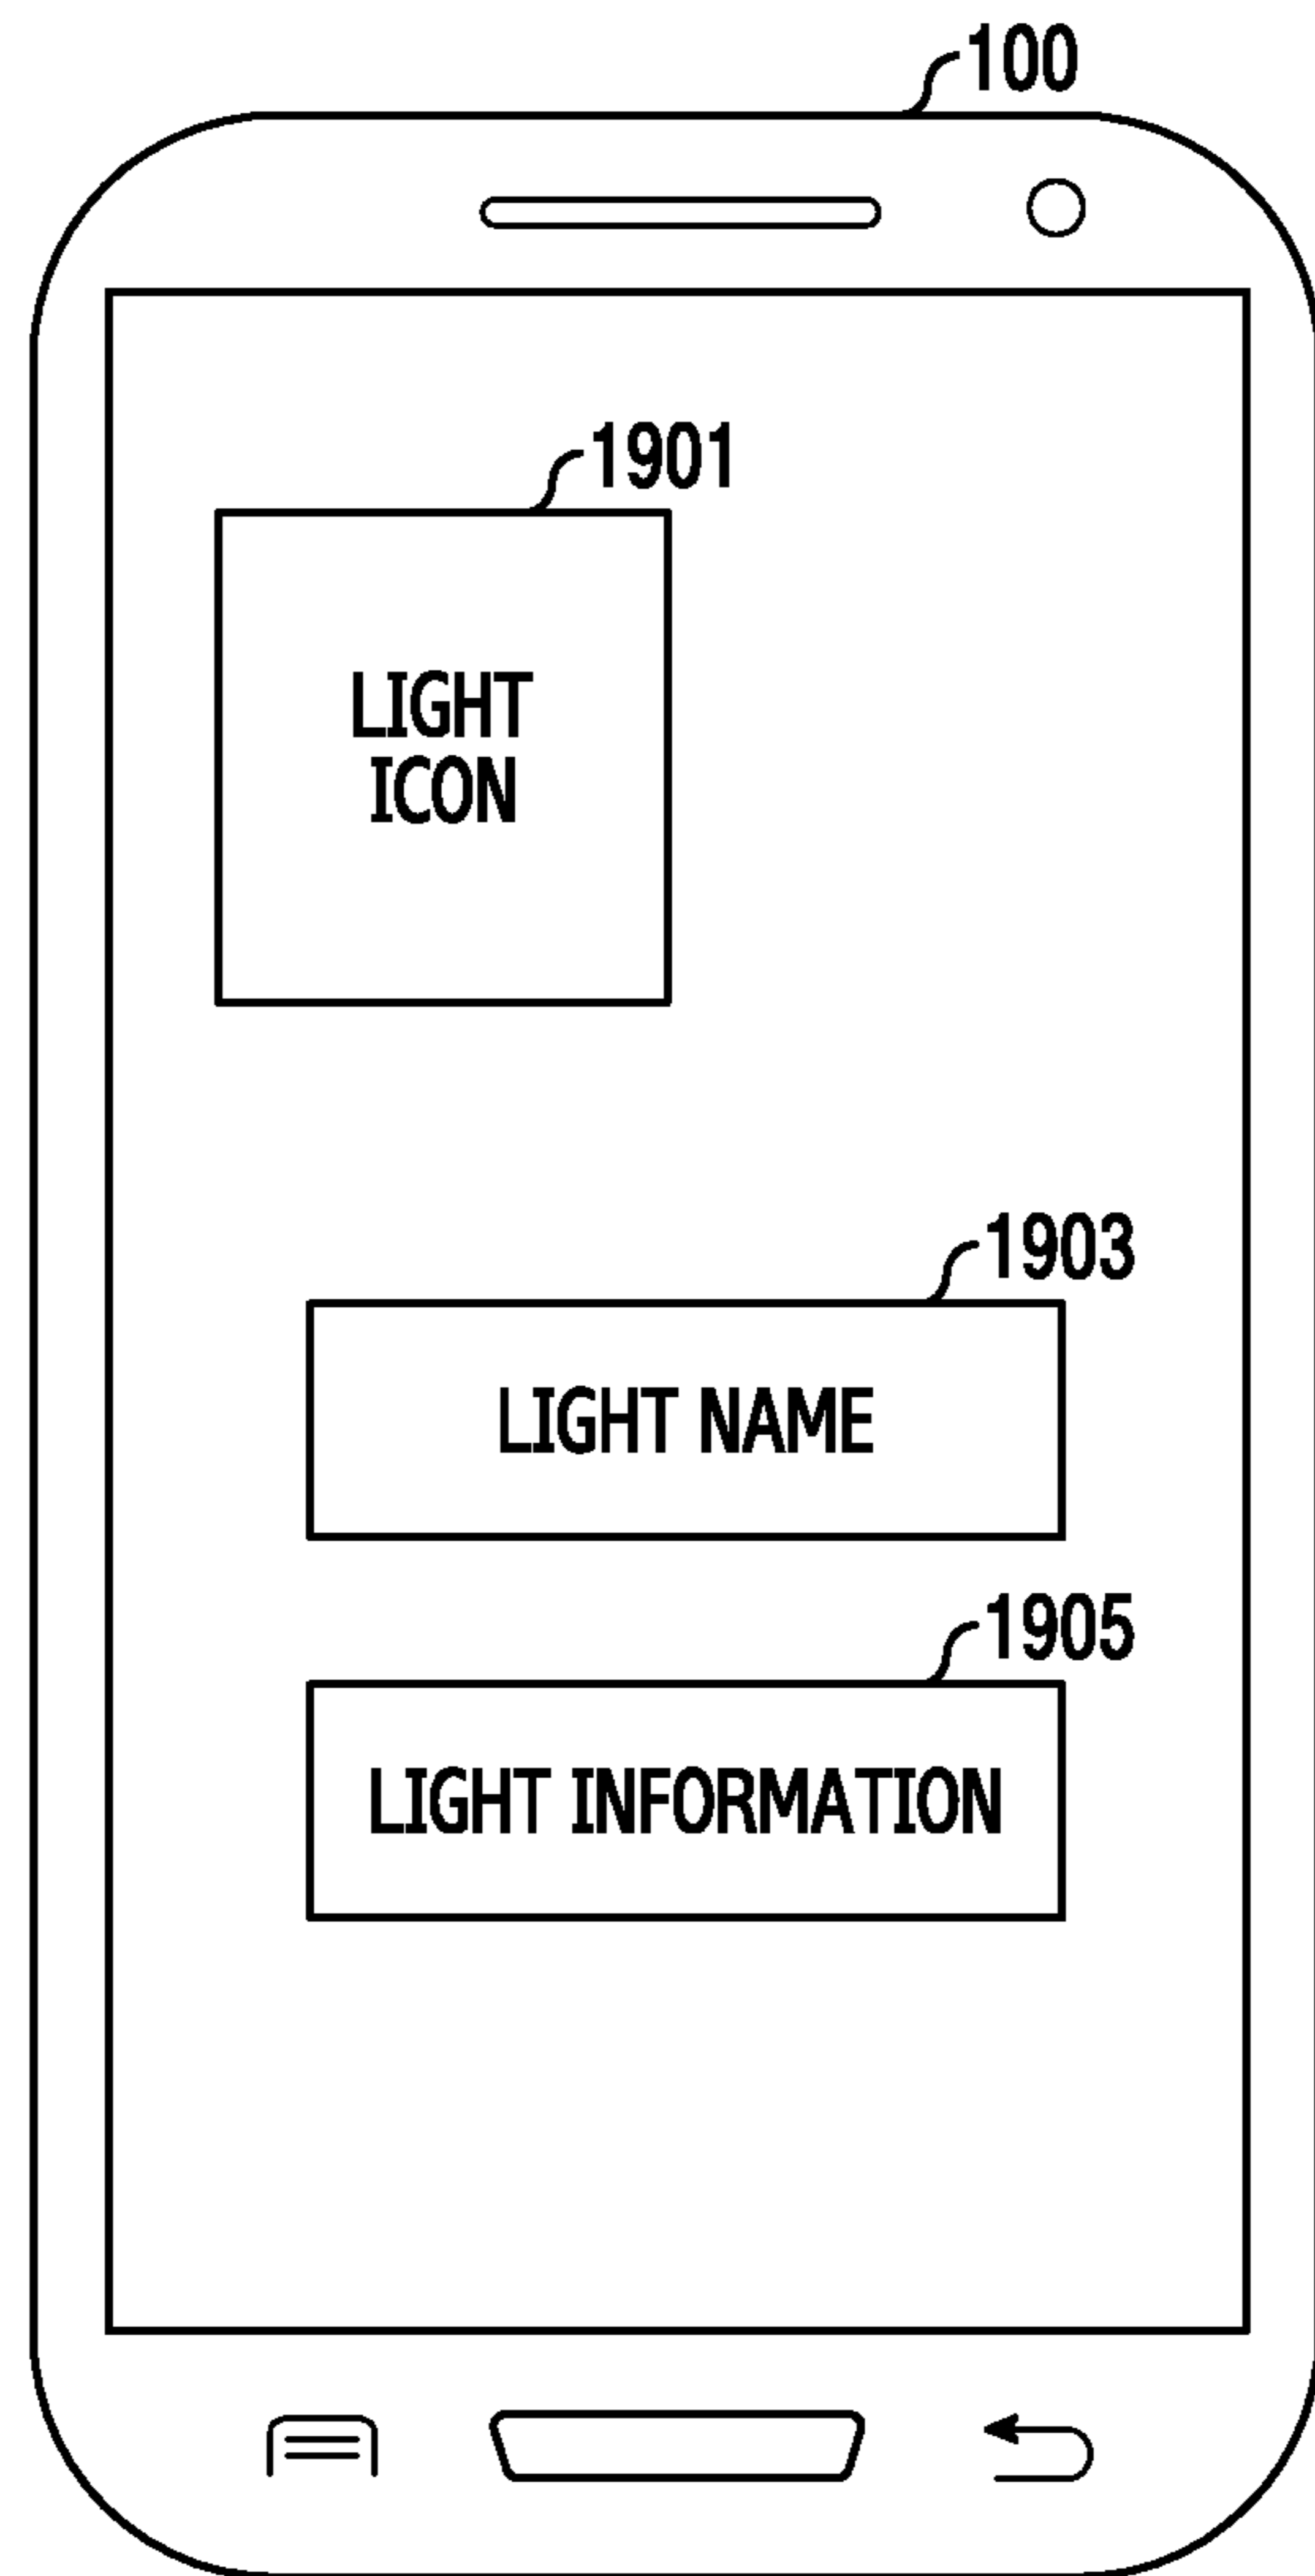 100
1901
LIGHT
ICON
1903
LIGHT NAME
1905
LIGHT INFORMATION